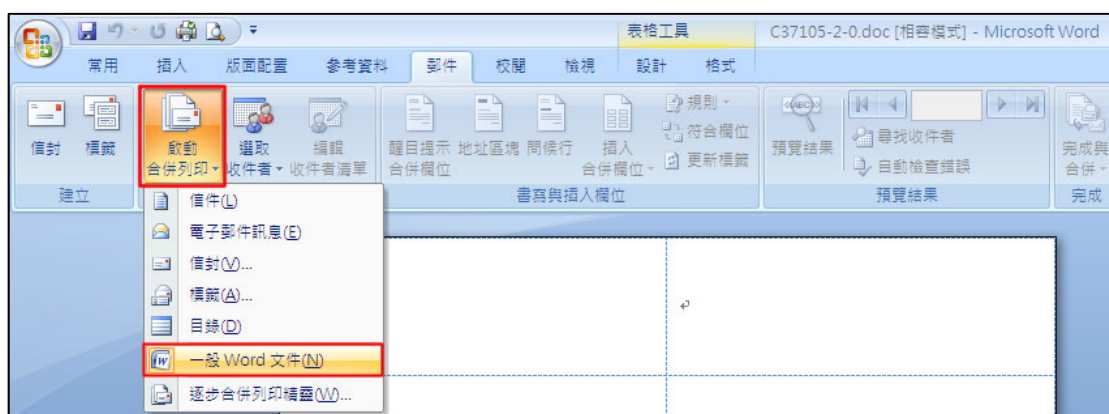 表格工具 C37105-2-0.doc [相容模式] - Microsoft Word
常用 插入 版面配置 參考資料 郵件 校閱 檢視 設計 格式
信封 標籤 啟動 合併列印 選取 收件者 編輯 收件者清單 醒目提示 合併欄位 地址區塊 問候行 插入 合併欄位 規則 符合欄位 更新標籤 «ABC» 預覽結果 尋找收件者 自動檢查錯誤 完成與 合併
建立 書寫與插入欄位 預覽結果 完成
信件(L)
電子郵件訊息(E)
信封(V)...
標籤(A)...
目錄(D)
一般 Word 文件(N)
逐步合併列印精靈(W)...